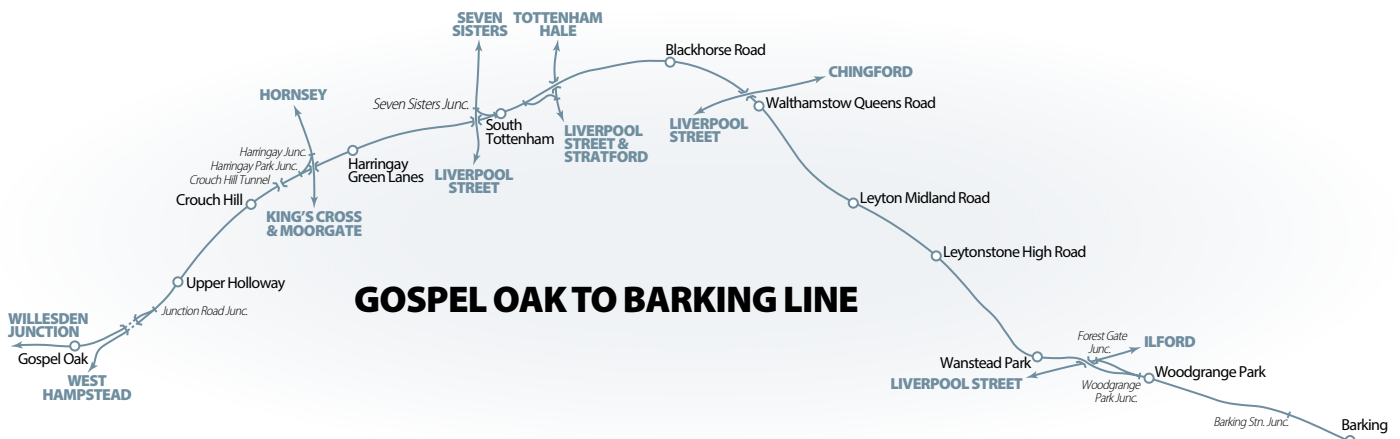 SEVEN
SISTERS
TOTTENHAM
HALE
Blackhorse Road
CHINGFORD
HORNSEY
Seven Sisters Junc.
Walthamstow Queens Road
South
Tottenham
LIVERPOOL
STREET &
STRATFORD
LIVERPOOL
STREET
Harringay Junc.
Harringay Park Junc.
Crouch Hill Tunnel
Harringay
Green Lanes
LIVERPOOL
STREET
Crouch Hill
KING'S CROSS
& MOORGATE
Leyton Midland Road
Leytonstone High Road
Upper Holloway
GOSPEL OAK TO BARKING LINE
Junction Road Junc.
WILLESDEN
JUNCTION
Gospel Oak
WEST
HAMPSTEAD
Forest Gate
Junc.
ILFORD
Wanstead Park
LIVERPOOL STREET
Woodgrange Park
Woodgrange
Park Junc.
Barking Stn. Junc.
Barking